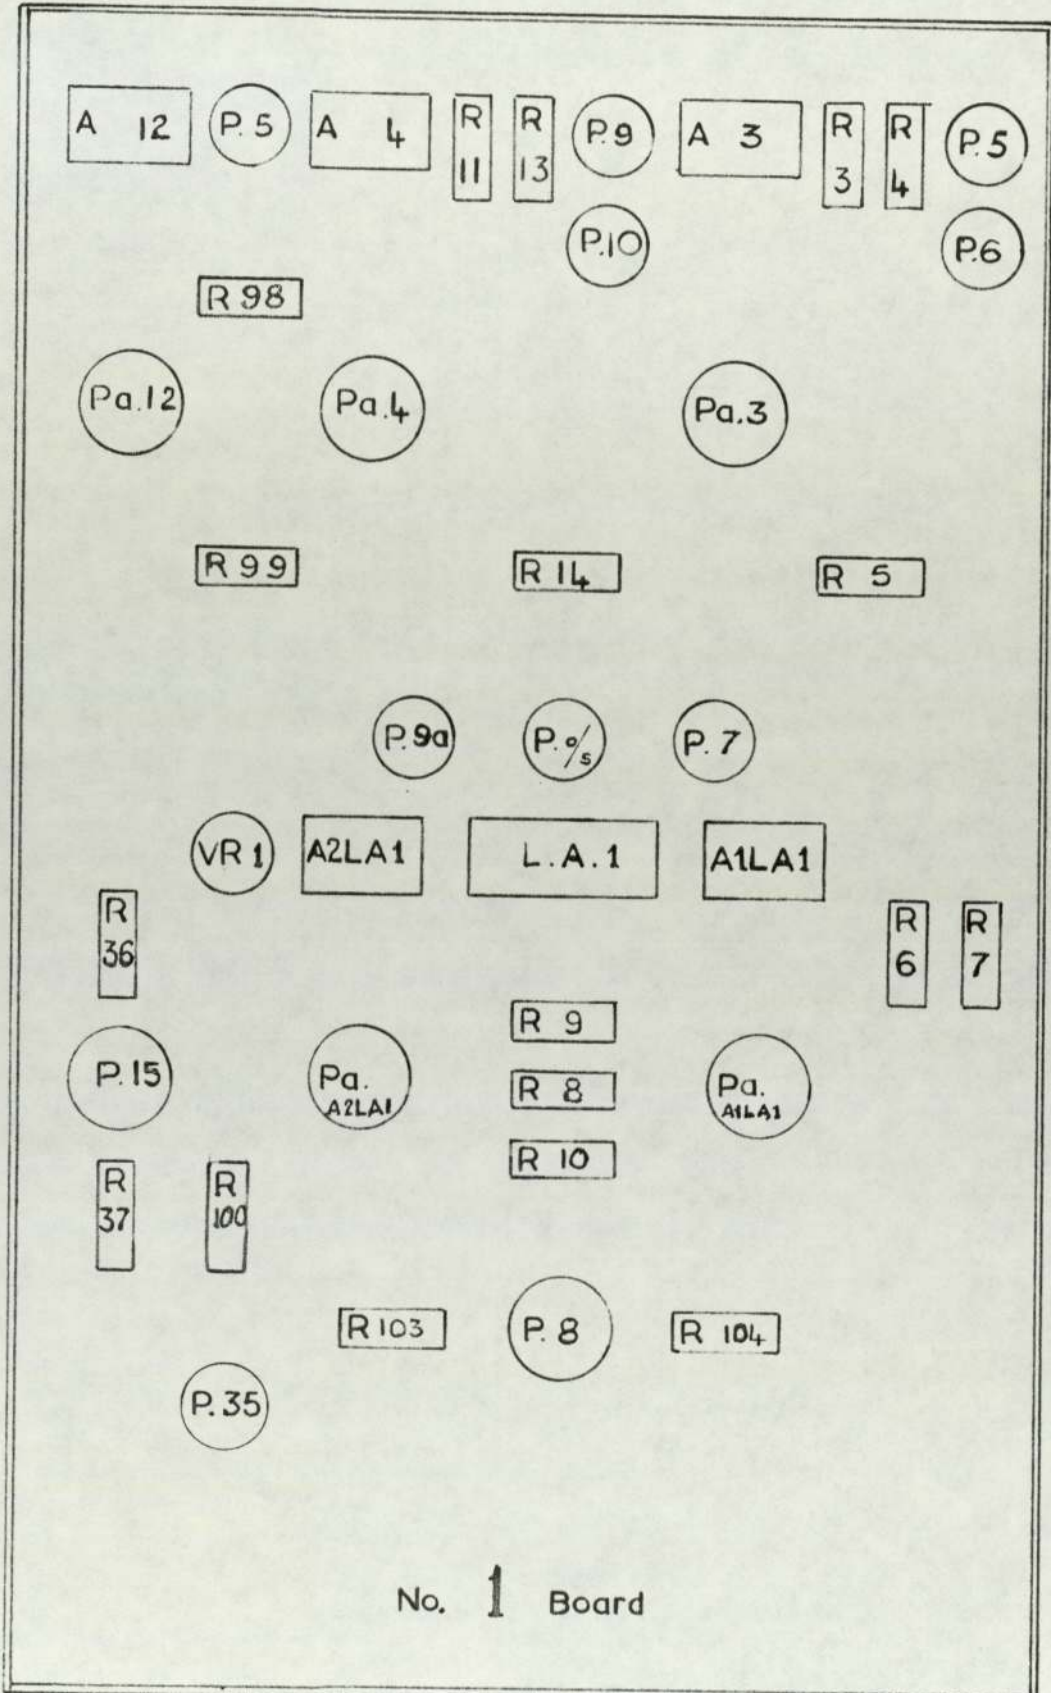 A 12
P.5
A 4
R 11
R 13
P.9
A 3
R 3
R 4
P.5
P.10
P.6
R 98
Pa.12
Pa.4
Pa.3
R 99
R 14
R 5
P.9a
P.o/s
P.7
VR 1
A2LA1
L.A.1
A1LA1
R 36
R 6
R 7
R 9
P.15
Pa.
A2LA1
R 8
Pa.
A1LA1
R 10
R 37
R 100
R 103
P.8
R 104
P.35
No. 1 Board